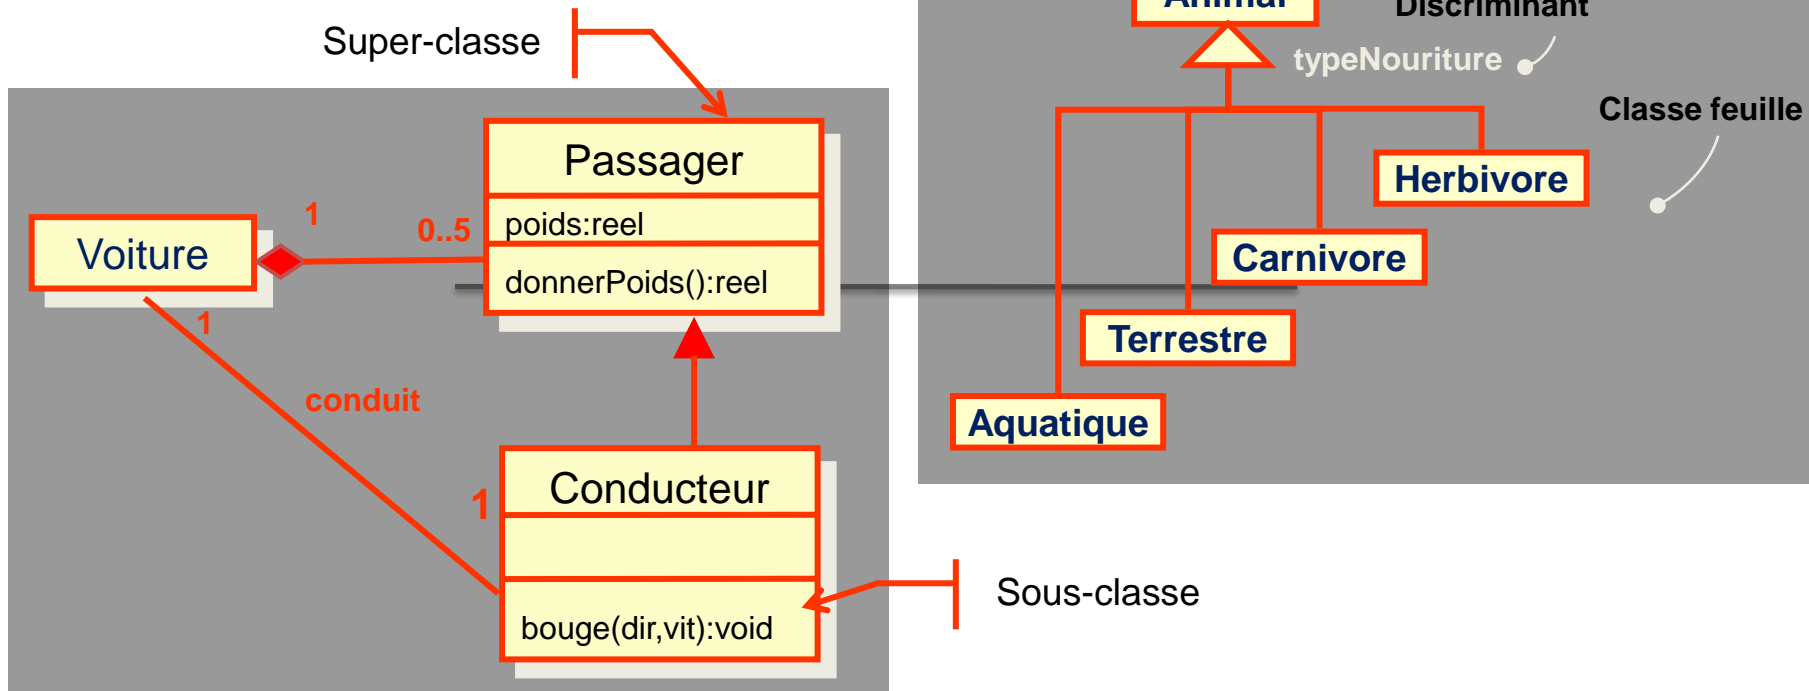 Super-classe
Passager
poids:reel
donnerPoids():reel
Voiture
1
0..5
1
conduit
1
Conducteur
bouge(dir,vit):void
Sous-classe
Animal
Discriminant
typeNouriture
Classe feuille
Herbivore
Carnivore
Terrestre
Aquatique